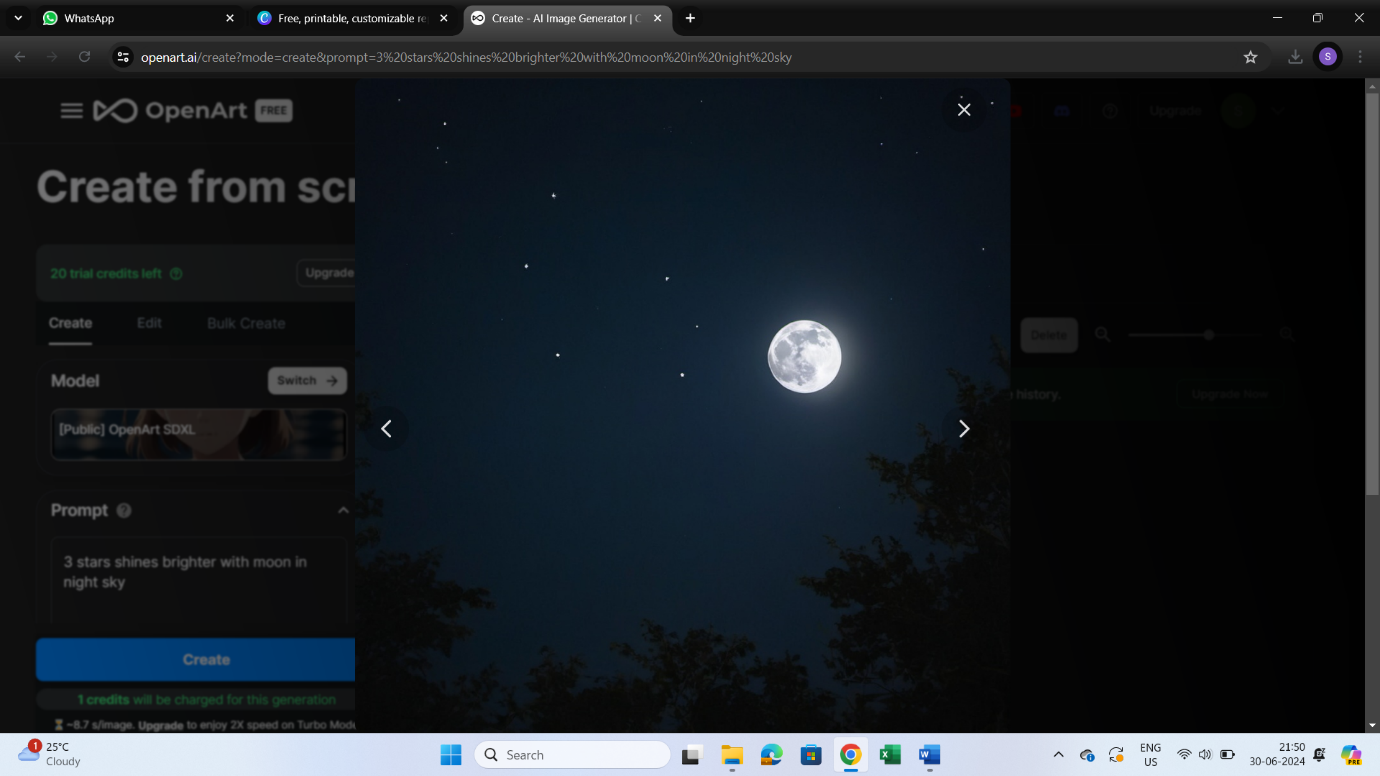 WhatsApp
Free, printable, customizable re
Create - AI Image Generator | C
openart.ai/create?mode=create&prompt=3%20stars%20shines%20brighter%20with%20moon%20in%20night%20sky
S
OpenArt FREE
Upgrade
Create from scr
20 trial credits left
Upgrade
Create Edit Bulk Create
Delete
Model
Switch →
history.
Upgrade Now
[Public] OpenArt SDXL
Prompt
3 stars shines brighter with moon in
night sky
Create
1 credits will be charged for this generation
~8.7 s/image. Upgrade to enjoy 2X speed on Turbo Mode
1
25°C
Cloudy
Search
ENG
US
21:50
30-06-2024
PRE